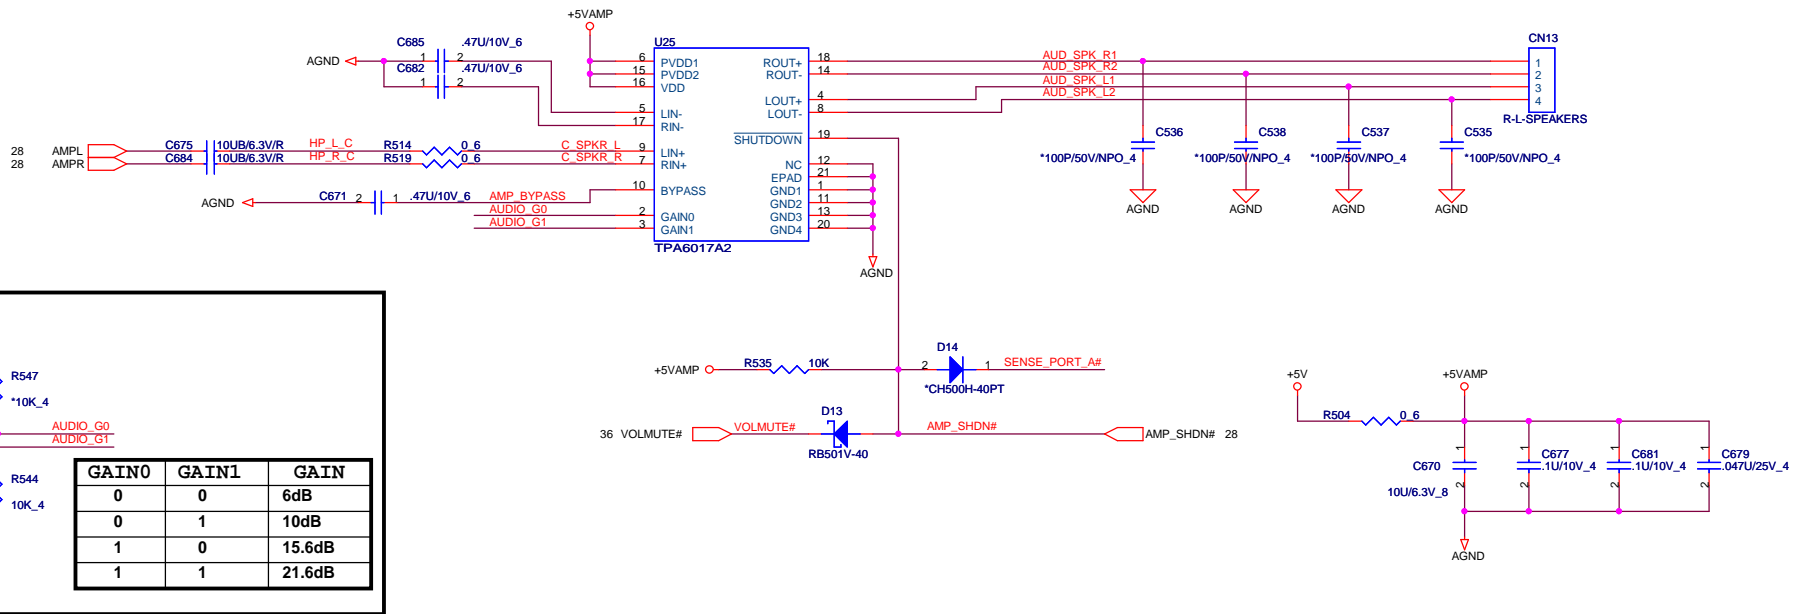 +5VAMP
C685 .47U/10V_6
1 2
AGND
C682 .47U/10V_6
1 2
U25
6 PVDD1
15 PVDD2
16 VDD
5 LIN-
17 RIN-
9 LIN+
7 RIN+
10 BYPASS
2 GAIN0
3 GAIN1
ROUT+ 18
ROUT- 14
LOUT+ 4
LOUT- 8
SHUTDOWN 19
NC 12
EPAD 21
GND1 1
GND2 11
GND3 13
GND4 20
TPA6017A2
AGND
28 AMPL C675 10UB/6.3V/R HP_L_C R514 0_6 C_SPKR_L
28 AMPR C684 10UB/6.3V/R HP_R_C R519 0_6 C_SPKR_R
AGND C671 2 1 .47U/10V_6 AMP_BYPASS
AUDIO_G0
AUDIO_G1
AUD_SPK_R1
AUD_SPK_R2
AUD_SPK_L1
AUD_SPK_L2
CN13
1
2
3
4
R-L-SPEAKERS
C536 C538 C537 C535
*100P/50V/NPO_4 *100P/50V/NPO_4 *100P/50V/NPO_4 *100P/50V/NPO_4
AGND AGND AGND AGND
+5VAMP R535 10K
D14
2 1 SENSE_PORT_A#
*CH500H-40PT
D13
36 VOLMUTE# VOLMUTE#
RB501V-40
AMP_SHDN# AMP_SHDN# 28
+5V +5VAMP
R504 0_6
C670 1 2
10U/6.3V_8
1 C677 2
.1U/10V_4
1 C681 2
.1U/10V_4
1 C679 2
.047U/25V_4
AGND
R547
*10K_4
AUDIO_G0
AUDIO_G1
R544
10K_4
GAIN0 GAIN1 GAIN
0 0 6dB
0 1 10dB
1 0 15.6dB
1 1 21.6dB